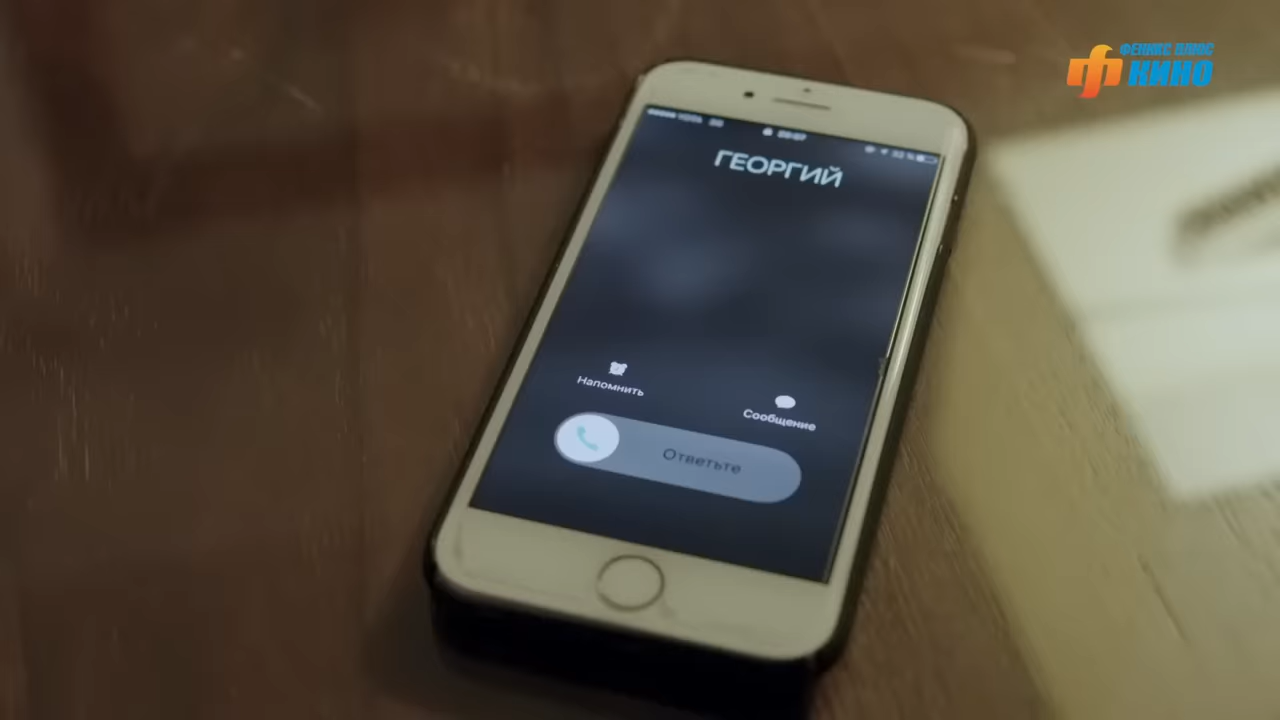 ФЕНИКС ПЛЮС
КИНО
ГЕОРГИЙ
Напомнить
Сообщение
Ответьте